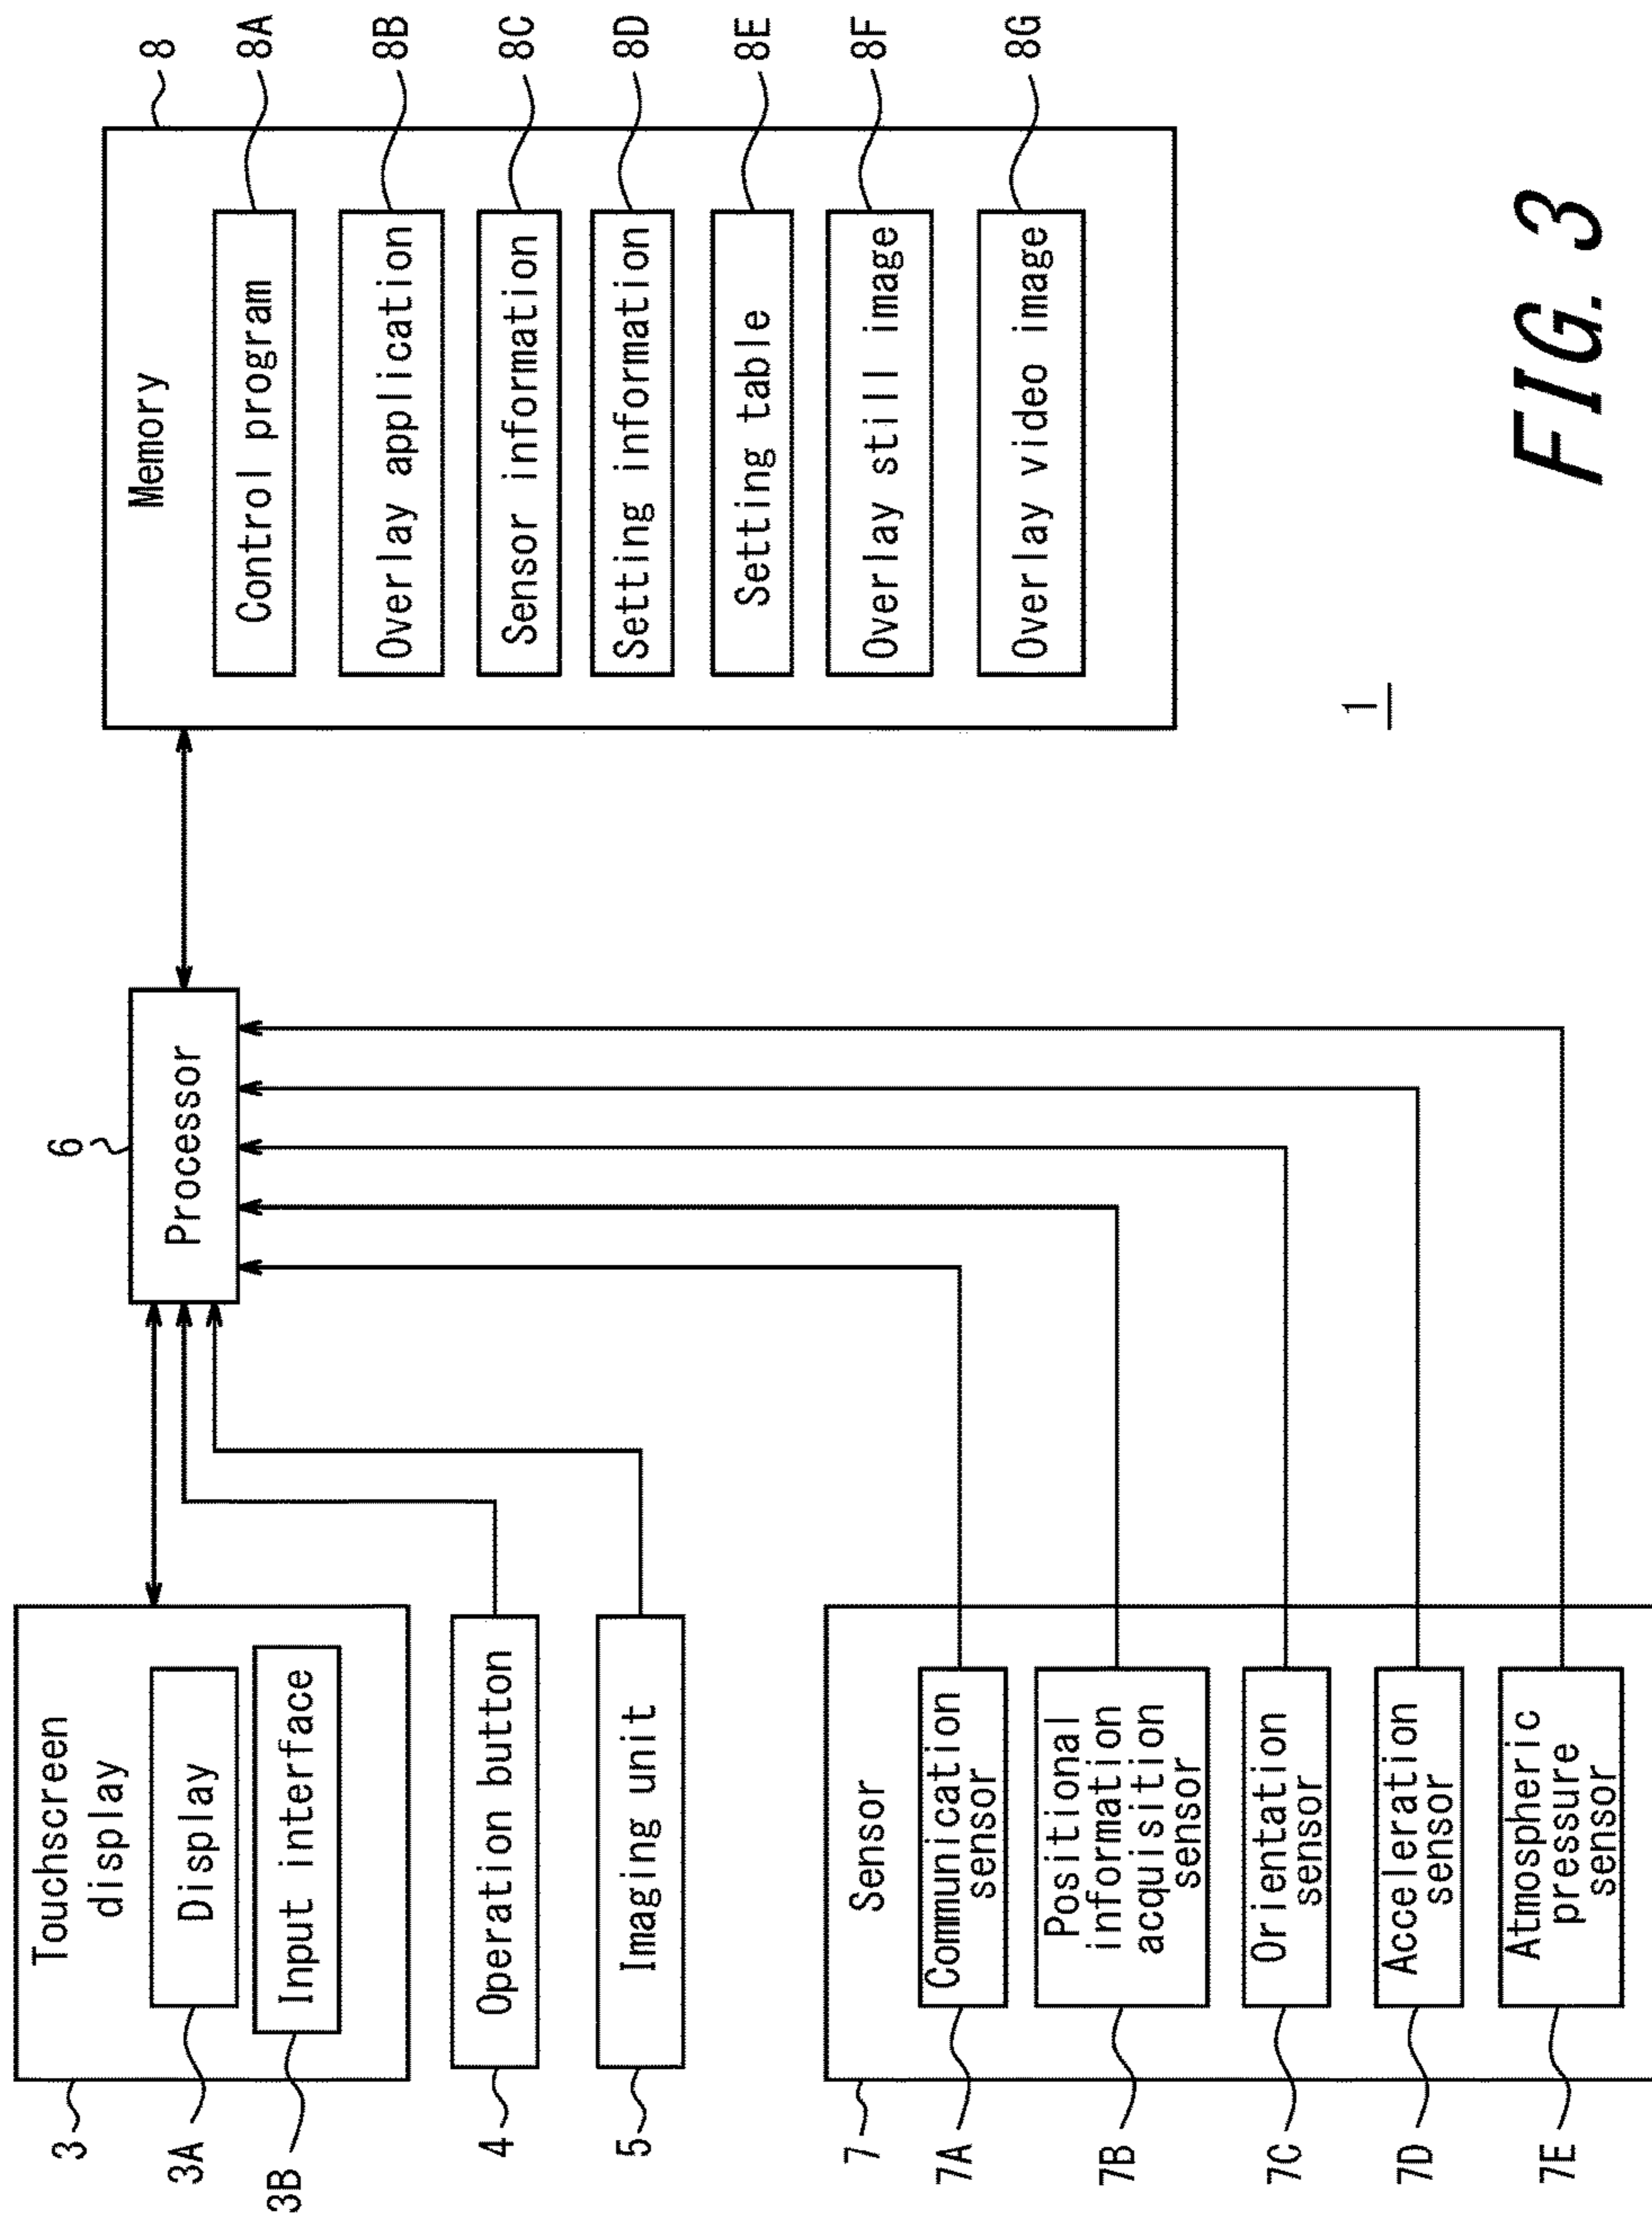 3
Touchscreen
display
3A
Display
3B
Input interface
4
Operation button
5
Imaging unit
7
Sensor
7A
Communication
sensor
7B
Positional
information
acquisition
sensor
7C
Orientation
sensor
7D
Acceleration
sensor
7E
Atmospheric
pressure
sensor
6
Processor
8
Memory
8A
Control program
8B
Overlay application
8C
Sensor information
8D
Setting information
8E
Setting table
8F
Overlay still image
8G
Overlay video image
1
FIG. 3